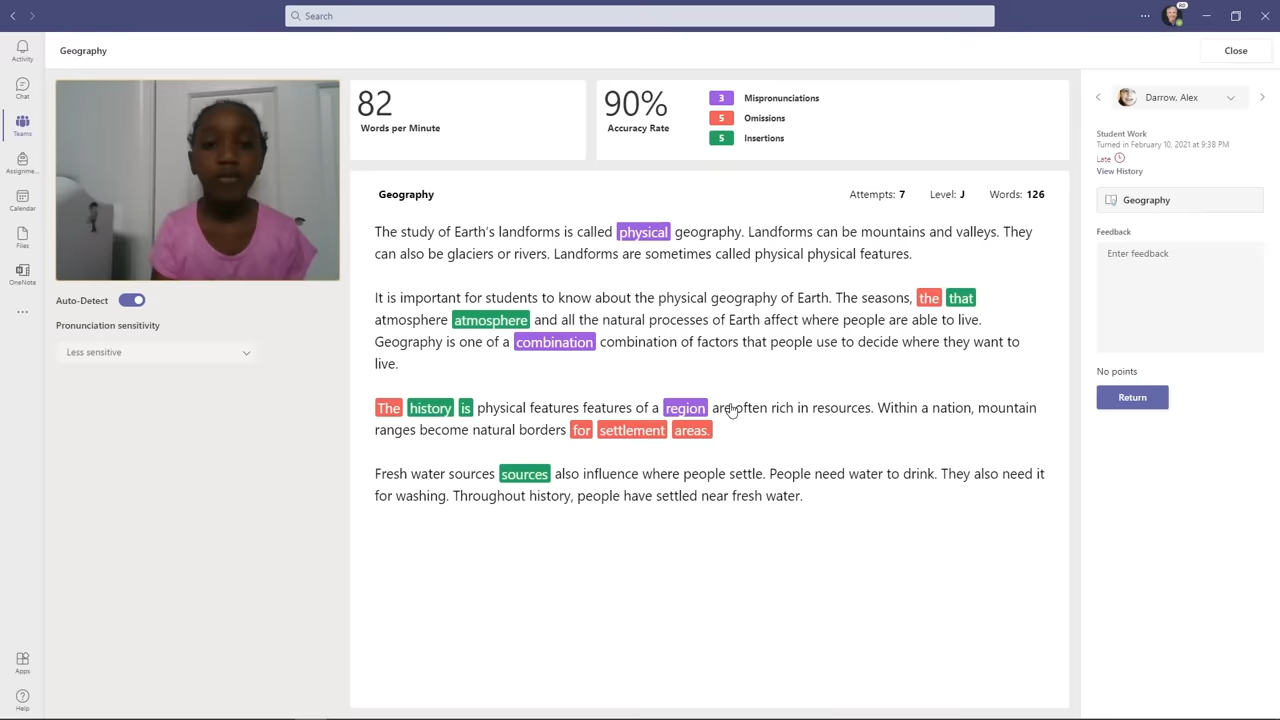 Search
RG
Activity
Chat
Teams
Assignme...
Calendar
Files
OneNote
Apps
Help
Geography
Close
Auto-Detect
Pronunciation sensitivity
Less sensitive
82
Words per Minute
90%
Accuracy Rate
3 Mispronunciations
5 Omissions
5 Insertions
Geography
Attempts: 7 Level: J Words: 126
The study of Earth's landforms is called physical geography. Landforms can be mountains and valleys. They
can also be glaciers or rivers. Landforms are sometimes called physical physical features.
It is important for students to know about the physical geography of Earth. The seasons, the that
atmosphere atmosphere and all the natural processes of Earth affect where people are able to live.
Geography is one of a combination combination of factors that people use to decide where they want to
live.
The history is physical features features of a region are often rich in resources. Within a nation, mountain
ranges become natural borders for settlement areas.
Fresh water sources sources also influence where people settle. People need water to drink. They also need it
for washing. Throughout history, people have settled near fresh water.
Darrow, Alex
Student Work
Turned in February 10, 2021 at 9:38 PM
Late
View History
Geography
Feedback
Enter feedback
No points
Return